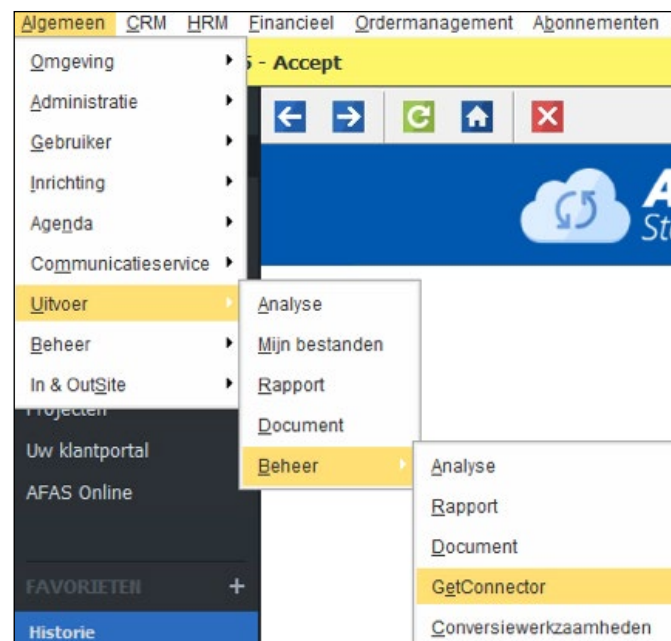 Algemeen CRM HRM Financieel Ordermanagement Abonnementen
Omgeving
- Accept
Administratie
Gebruiker
Inrichting
Agenda
Communicatieservice
Uitvoer
Beheer
In & OutSite
Analyse
Mijn bestanden
Rapport
Document
Beheer
Analyse
Rapport
Document
GetConnector
Conversiewerkzaamheden
Projecten
Uw klantportal
AFAS Online
FAVORIETEN +
Historie